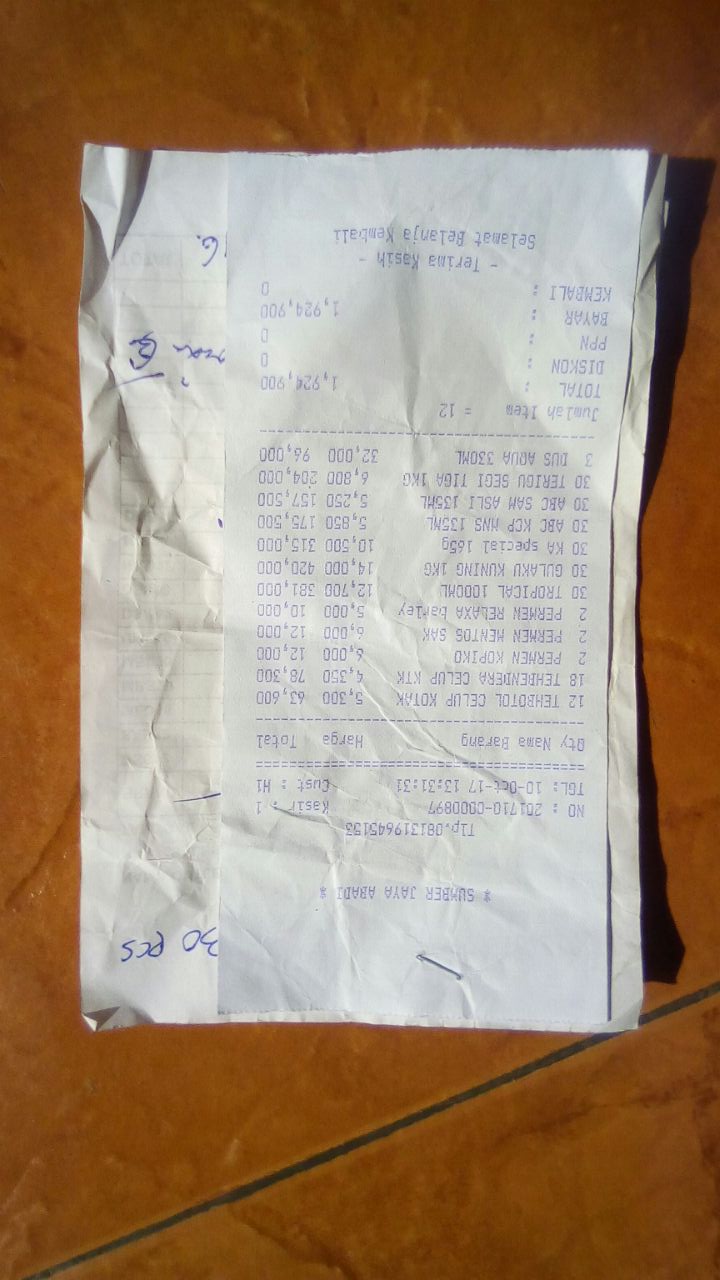 * SUMBER JAYA ABADI *
Tlp.081319645153
NO : 201710-0000897 Kasir : 1
TGL: 10-Oct-17 13:31:31 Cust : H1
================================================
Qty Nama Barang Harga Total
------------------------------------------------
12 TEHBOTOL CELUP KOTAK 5,300 63,600
18 TEHBENDERA CELUP KTK 4,350 78,300
2 PERMEN KOPIKO 6,000 12,000
2 PERMEN MENTOS SAK 6,000 12,000
2 PERMEN RELAXA barley 5,000 10,000
30 TROPICAL 1000ML 12,700 381,000
30 GULAKU KUNING 1KG 14,000 420,000
30 KA special 165g 10,500 315,000
30 ABC KCP MNS 135ML 5,850 175,500
30 ABC SAM ASLI 135ML 5,250 157,500
30 TERIGU SEGI TIGA 1KG 6,800 204,000
3 DUS AQUA 330ML 32,000 96,000
------------------------------------------------
Jumlah Item = 12
TOTAL : 1,924,900
DISKON : 0
PPN : 0
BAYAR : 1,924,900
KEMBALI : 0
- Terima Kasih -
Selamat Belanja Kembali
30 PCS